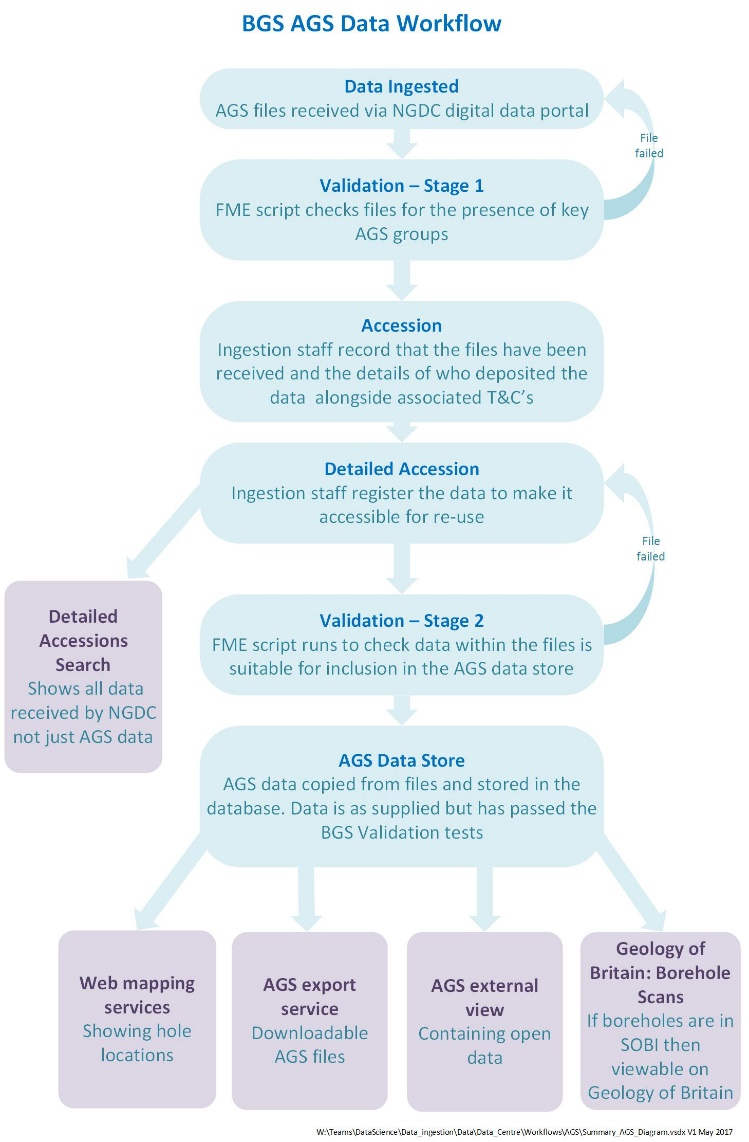 BGS AGS Data Workflow
Data Ingested
AGS files received via NGDC digital data portal
File
failed
Validation – Stage 1
FME script checks files for the presence of key
AGS groups
Accession
Ingestion staff record that the files have been
received and the details of who deposited the
data alongside associated T&C's
Detailed Accession
Ingestion staff register the data to make it
accessible for re-use
File
failed
Detailed
Accessions
Search
Shows all data
received by NGDC
not just AGS data
Validation – Stage 2
FME script runs to check data within the files is
suitable for inclusion in the AGS data store
AGS Data Store
AGS data copied from files and stored in the
database. Data is as supplied but has passed the
BGS Validation tests
Web mapping
services
Showing hole
locations
AGS export
service
Downloadable
AGS files
AGS external
view
Containing open
data
Geology of
Britain: Borehole
Scans
If boreholes are in
SOBI then
viewable on
Geology of Britain
W:\Teams\DataScience\Data_ingestion\Data\Data_Centre\Workflows\AGS\Summary_AGS_Diagram.vsdx V1 May 2017